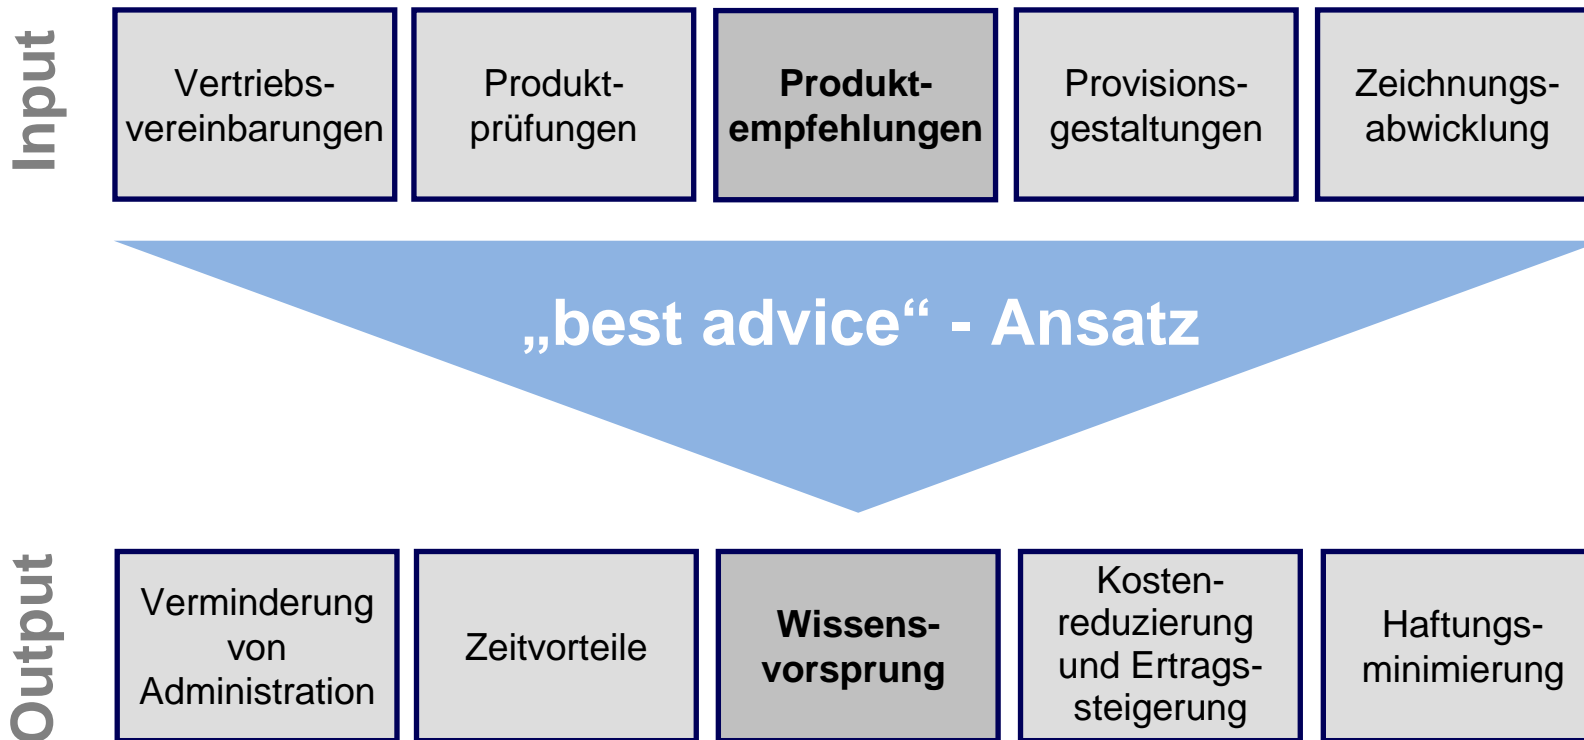 Input
Vertriebs-
vereinbarungen
Produkt-
prüfungen
Produkt-
empfehlungen
Provisions-
gestaltungen
Zeichnungs-
abwicklung
„best advice“ - Ansatz
Output
Verminderung
von
Administration
Zeitvorteile
Wissens-
vorsprung
Kosten-
reduzierung
und Ertrags-
steigerung
Haftungs-
minimierung